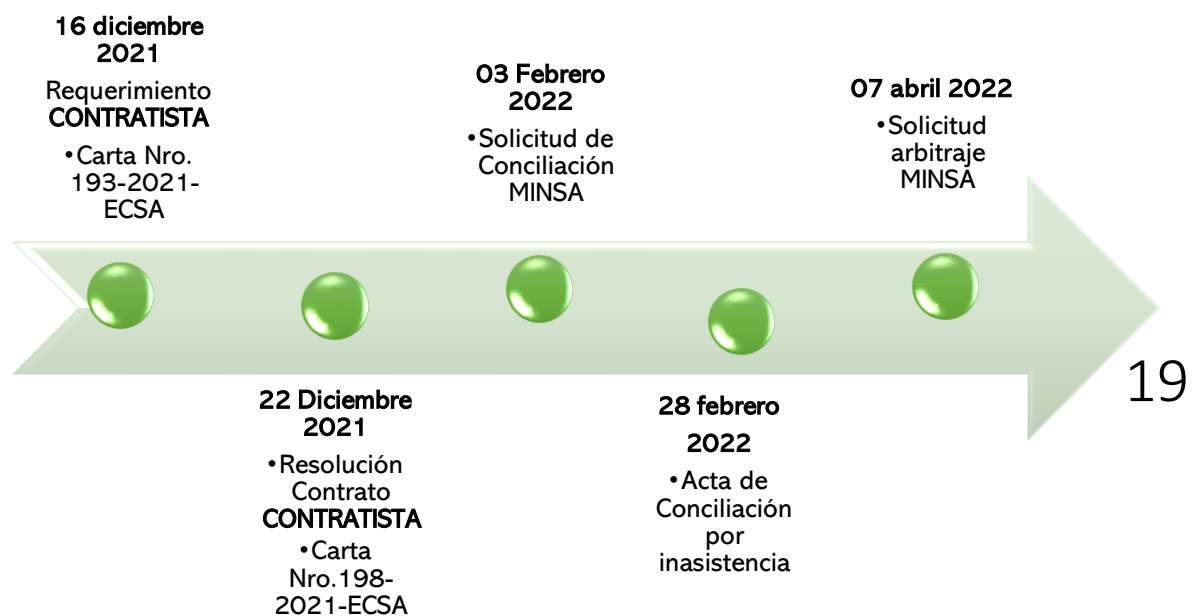 16 diciembre
2021
Requerimiento
CONTRATISTA
•Carta Nro.
193-2021-
ECSA
22 Diciembre
2021
•Resolución
Contrato
CONTRATISTA
•Carta
Nro.198-
2021-ECSA
03 Febrero
2022
•Solicitud de
Conciliación
MINSA
28 febrero
2022
•Acta de
Conciliación
por
inasistencia
07 abril 2022
•Solicitud
arbitraje
MINSA
19